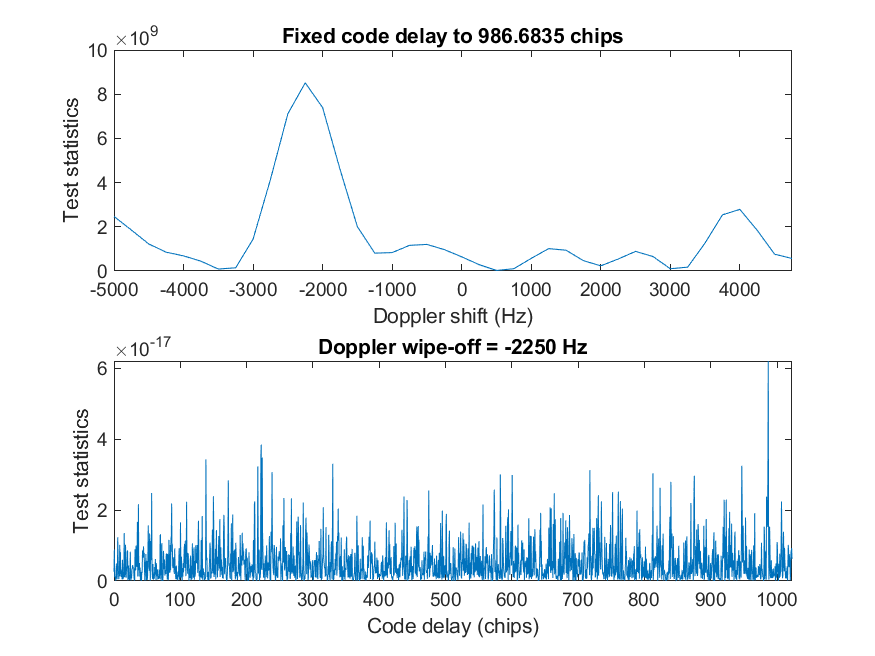 Fixed code delay to 986.6835 chips
×10^9
10
8
6
4
2
0
Test statistics
-5000 -4000 -3000 -2000 -1000 0 1000 2000 3000 4000
Doppler shift (Hz)
Doppler wipe-off = -2250 Hz
×10^-17
6
4
2
0
Test statistics
0 100 200 300 400 500 600 700 800 900 1000
Code delay (chips)